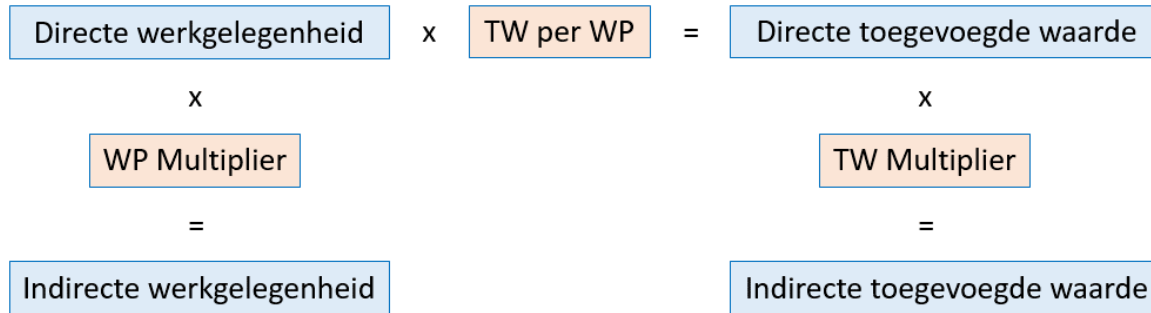 Directe werkgelegenheid x TW per WP = Directe toegevoegde waarde
x x
WP Multiplier TW Multiplier
= =
Indirecte werkgelegenheid Indirecte toegevoegde waarde